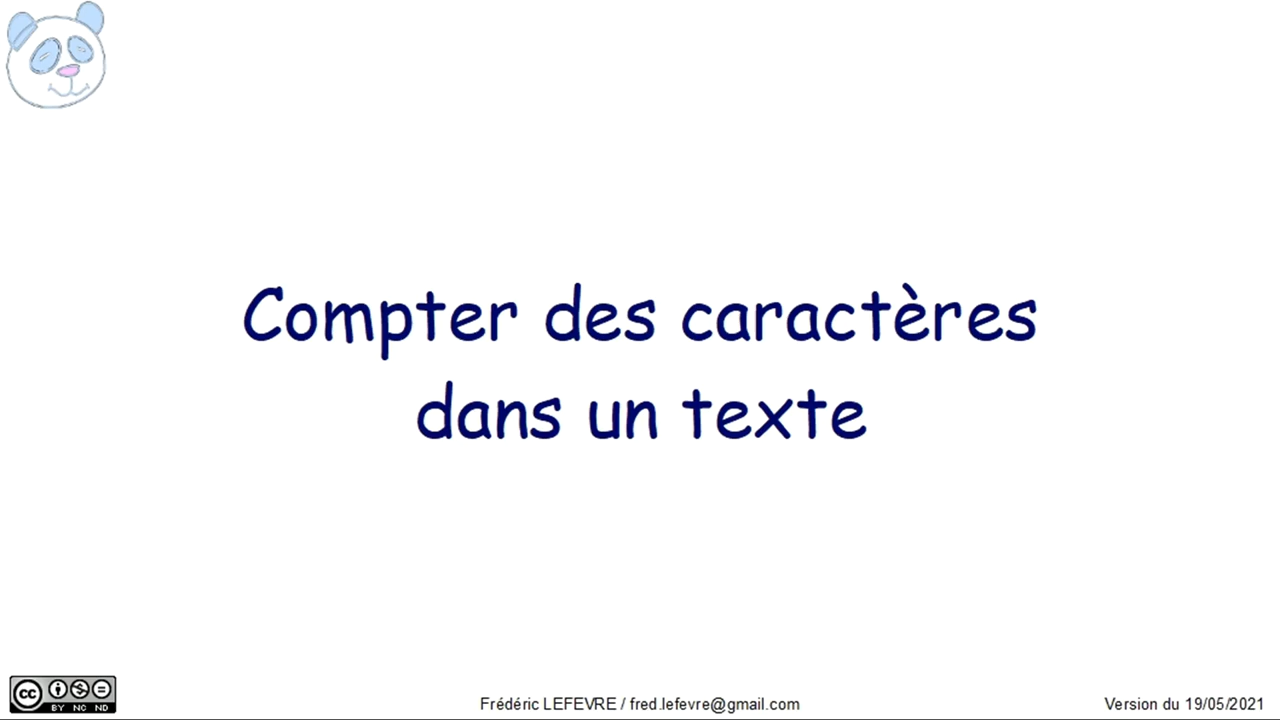 Compter des caractères
dans un texte
cc
BY NC ND
Frédéric LEFEVRE / fred.lefevre@gmail.com
Version du 19/05/2021